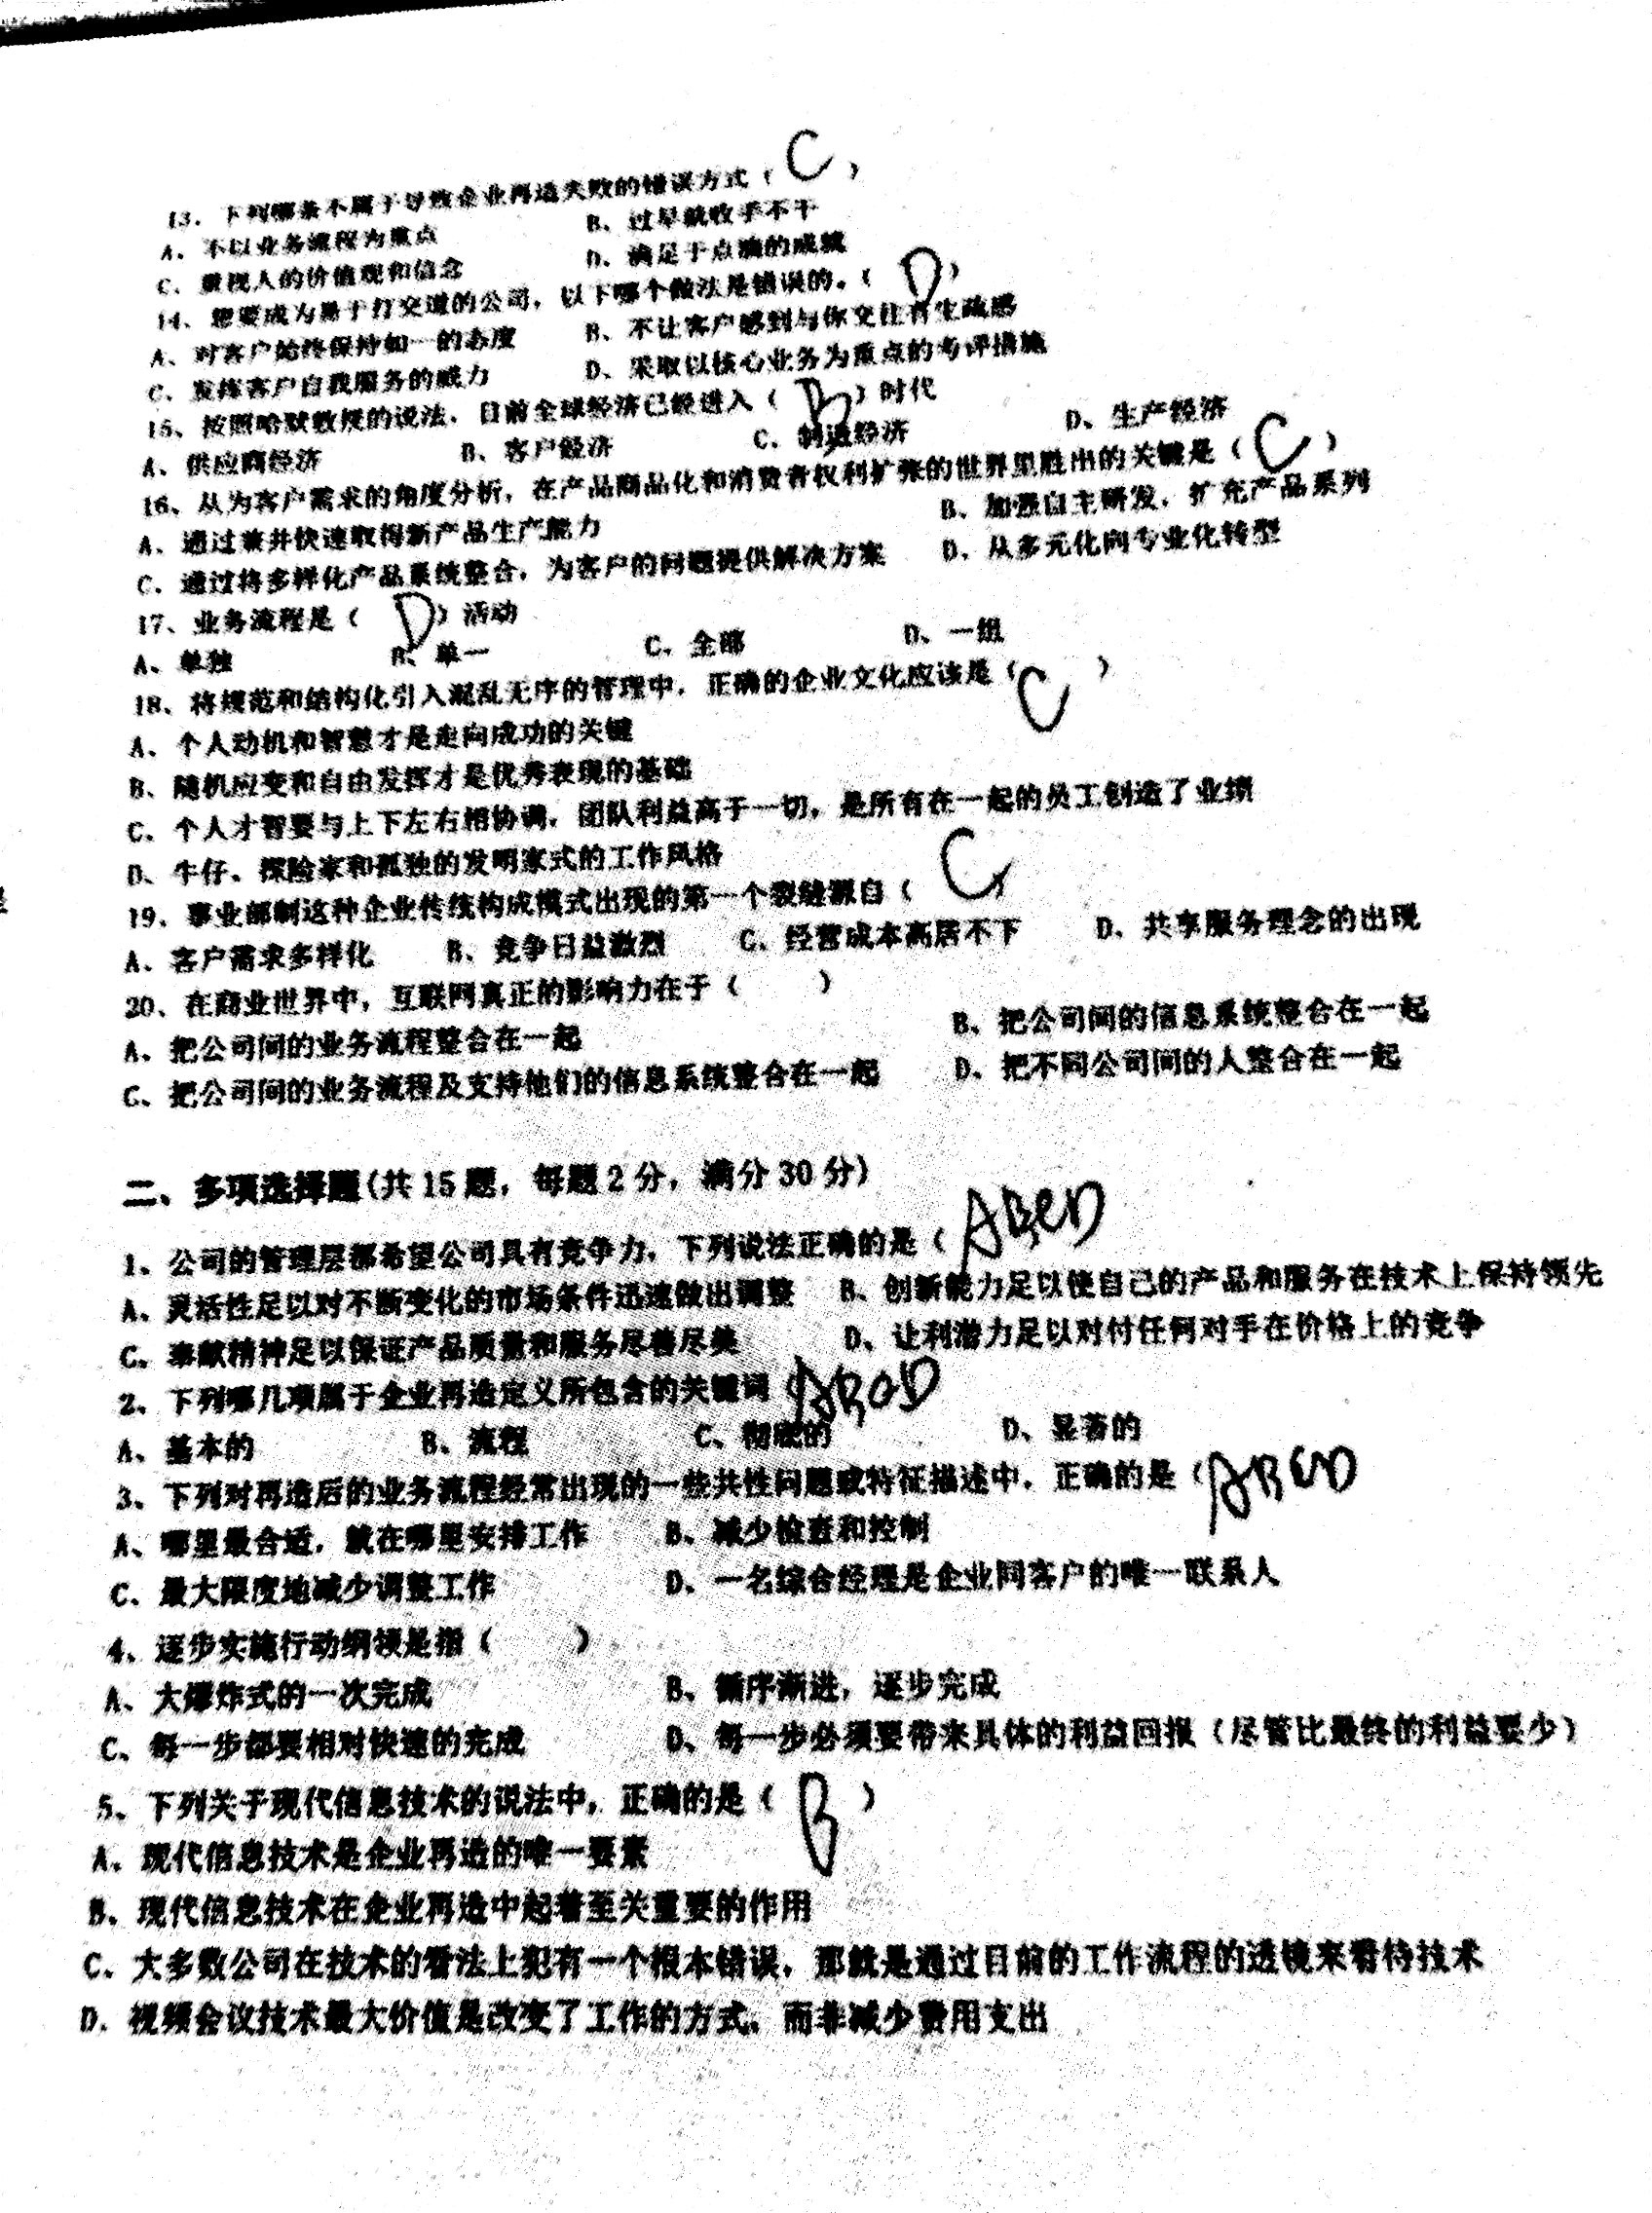 13、下列哪条不属于导致企业再造失败的错误方式（ C ）
A、不以业务流程为重点 B、过早就收手不干
C、重视人的价值观和信念 D、满足于点滴的成就
14、想要成为易于打交道的公司，以下哪个做法是错误的。（ D ）
A、对客户始终保持如一的态度 B、不让客户感到与你交往有生疏感
C、发挥客户自我服务的威力 D、采取以核心业务为重点的考评措施
15、按照哈默教授的说法，目前全球经济已经进入（ B ）时代
A、供应商经济 B、客户经济 C、制造经济 D、生产经济
16、从为客户需求的角度分析，在产品商品化和消费者权利扩张的世界里胜出的关键是（ C ）
A、通过兼并快速取得新产品生产能力 B、加强自主研发，扩充产品系列
C、通过将多样化产品系统整合，为客户的问题提供解决方案 D、从多元化向专业化转型
17、业务流程是（ D ）活动
A、单独 B、单一 C、全部 D、一组
18、将规范和结构化引入混乱无序的管理中，正确的企业文化应该是（ C ）
A、个人动机和智慧才是走向成功的关键
B、随机应变和自由发挥才是优秀表现的基础
C、个人才智要与上下左右相协调，团队利益高于一切，是所有在一起的员工创造了业绩
D、牛仔、探险家和孤独的发明家式的工作风格
19、事业部制这种企业传统构成模式出现的第一个裂缝源自（ C ）
A、客户需求多样化 B、竞争日益激烈 C、经营成本高居不下 D、共享服务理念的出现
20、在商业世界中，互联网真正的影响力在于（ ）
A、把公司间的业务流程整合在一起 B、把公司间的信息系统整合在一起
C、把公司间的业务流程及支持他们的信息系统整合在一起 D、把不同公司间的人整合在一起
二、多项选择题(共15题，每题2分，满分30分)
1、公司的管理层都希望公司具有竞争力，下列说法正确的是（ ABCD
A、灵活性足以对不断变化的市场条件迅速做出调整 B、创新能力足以使自己的产品和服务在技术上保持领先
C、奉献精神足以保证产品质量和服务尽善尽美 D、让利潜力足以对付任何对手在价格上的竞争
2、下列哪几项属于企业再造定义所包含的关键词（ABCD
A、基本的 B、流程 C、彻底的 D、显著的
3、下列对再造后的业务流程经常出现的一些共性问题或特征描述中，正确的是（ABCD
A、哪里最合适，就在哪里安排工作 B、减少检查和控制
C、最大限度地减少调整工作 D、一名综合经理是企业同客户的唯一联系人
4、逐步实施行动纲领是指（ ）
A、大爆炸式的一次完成 B、循序渐进，逐步完成
C、每一步都要相对快速的完成 D、每一步必须要带来具体的利益回报（尽管比最终的利益要少）
5、下列关于现代信息技术的说法中，正确的是（ B ）
A、现代信息技术是企业再造的唯一要素
B、现代信息技术在企业再造中起着至关重要的作用
C、大多数公司在技术的看法上犯有一个根本错误，那就是通过目前的工作流程的透镜来看待技术
D、视频会议技术最大价值是改变了工作的方式，而非减少费用支出